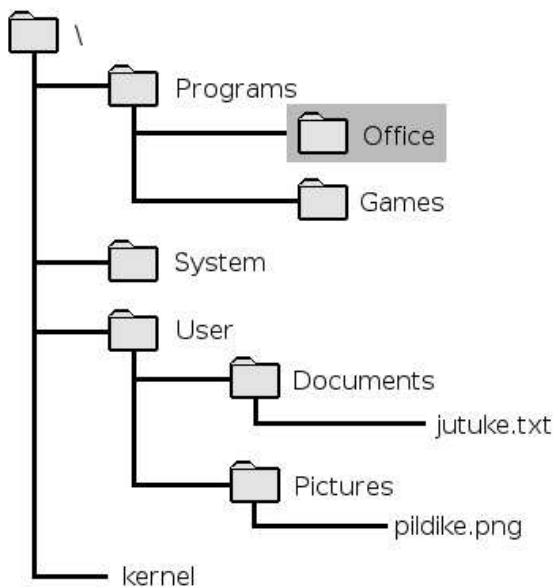 \
Programs
Office
Games
System
User
Documents
jutuke.txt
Pictures
pildike.png
kernel